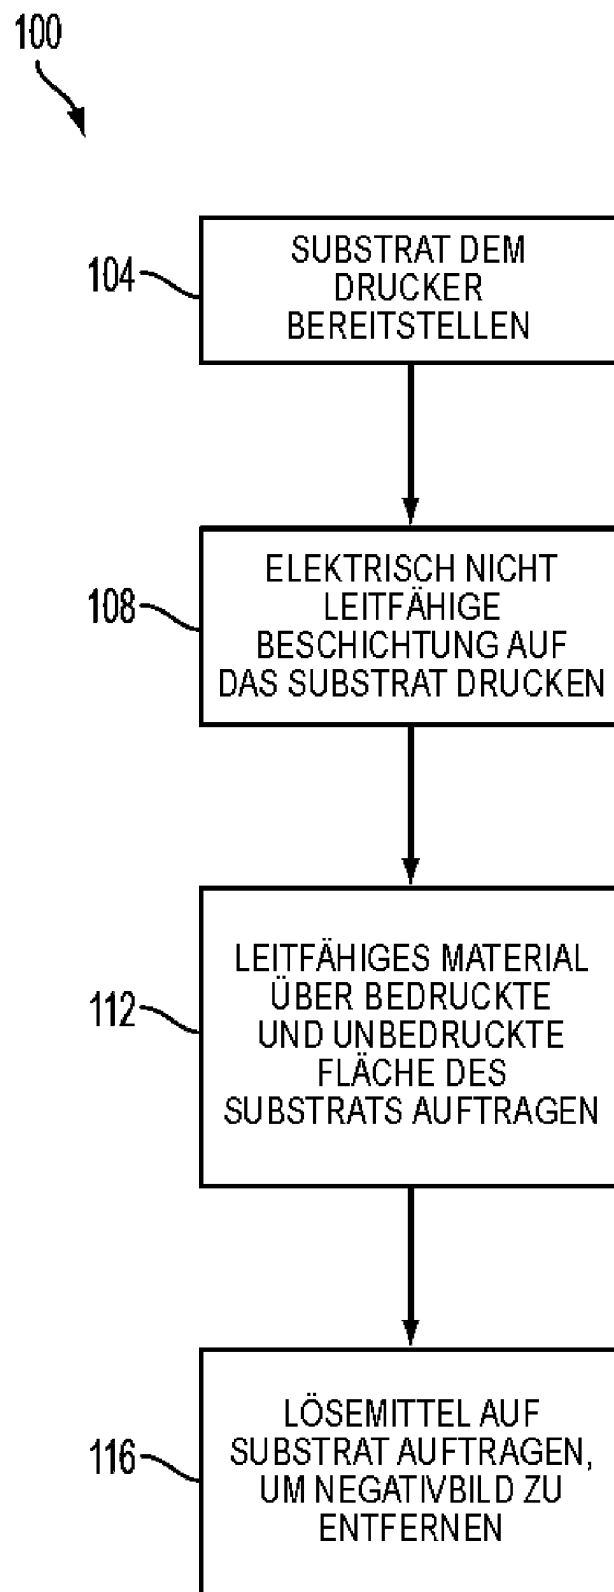 100
104
SUBSTRAT DEM
DRUCKER
BEREITSTELLEN
108
ELEKTRISCH NICHT
LEITFÄHIGE
BESCHICHTUNG AUF
DAS SUBSTRAT DRUCKEN
112
LEITFÄHIGES MATERIAL
ÜBER BEDRUCKTE
UND UNBEDRUCKTE
FLÄCHE DES
SUBSTRATS AUFTRAGEN
116
LÖSEMITTEL AUF
SUBSTRAT AUFTRAGEN,
UM NEGATIVBILD ZU
ENTFERNEN